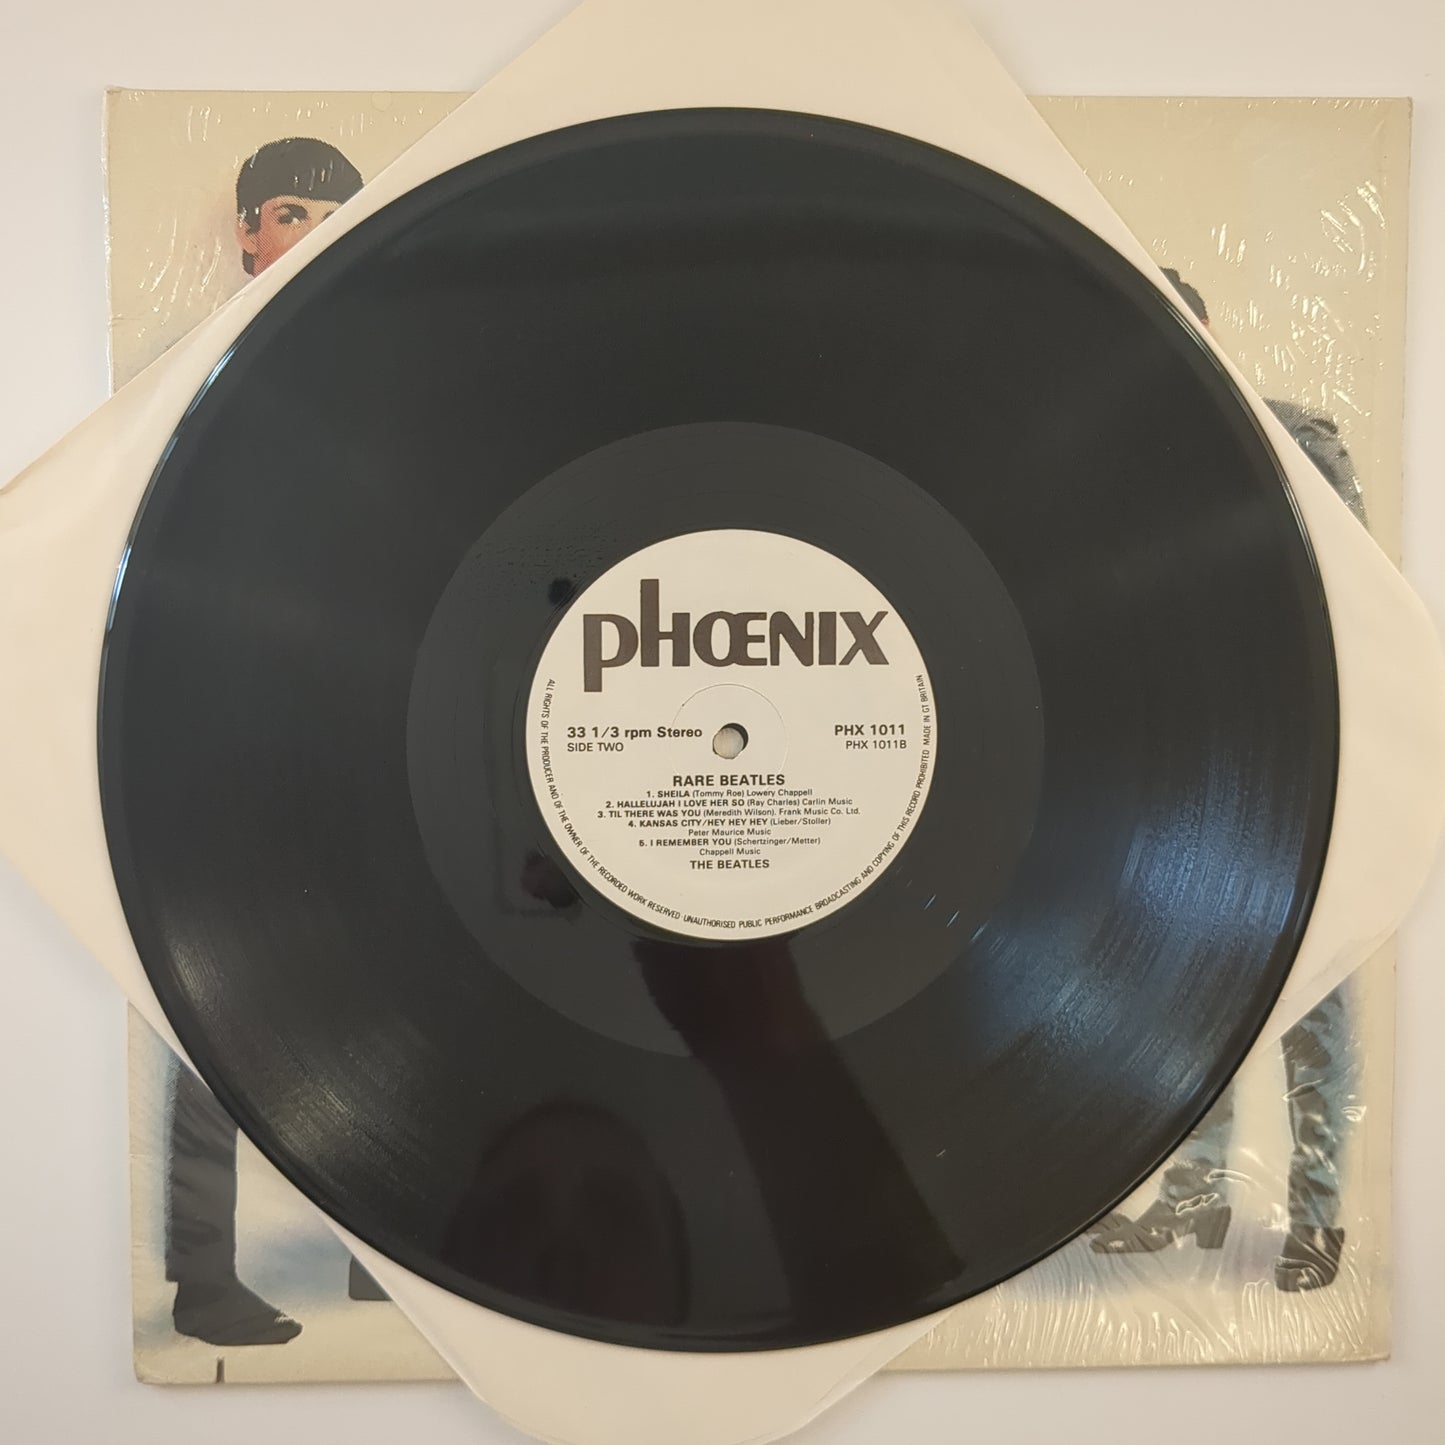 PHŒNIX
33 1/3 rpm Stereo
SIDE TWO
PHX 1011
PHX 1011B
RARE BEATLES
1. SHEILA (Tommy Roe) Lowery Chappell
2. HALLELUJAH I LOVE HER SO (Ray Charles) Carlin Music
3. TIL THERE WAS YOU (Meredith Wilson). Frank Music Co. Ltd.
4. KANSAS CITY/HEY HEY HEY (Lieber/Stoller)
Peter Maurice Music
5. I REMEMBER YOU (Schertzinger/Metter)
Chappell Music
THE BEATLES
ALL RIGHTS OF THE PRODUCER AND OF THE OWNER OF THE RECORDED WORK RESERVED · UNAUTHORISED PUBLIC PERFORMANCE BROADCASTING AND COPYING OF THIS RECORD PROHIBITED MADE IN GT BRITAIN